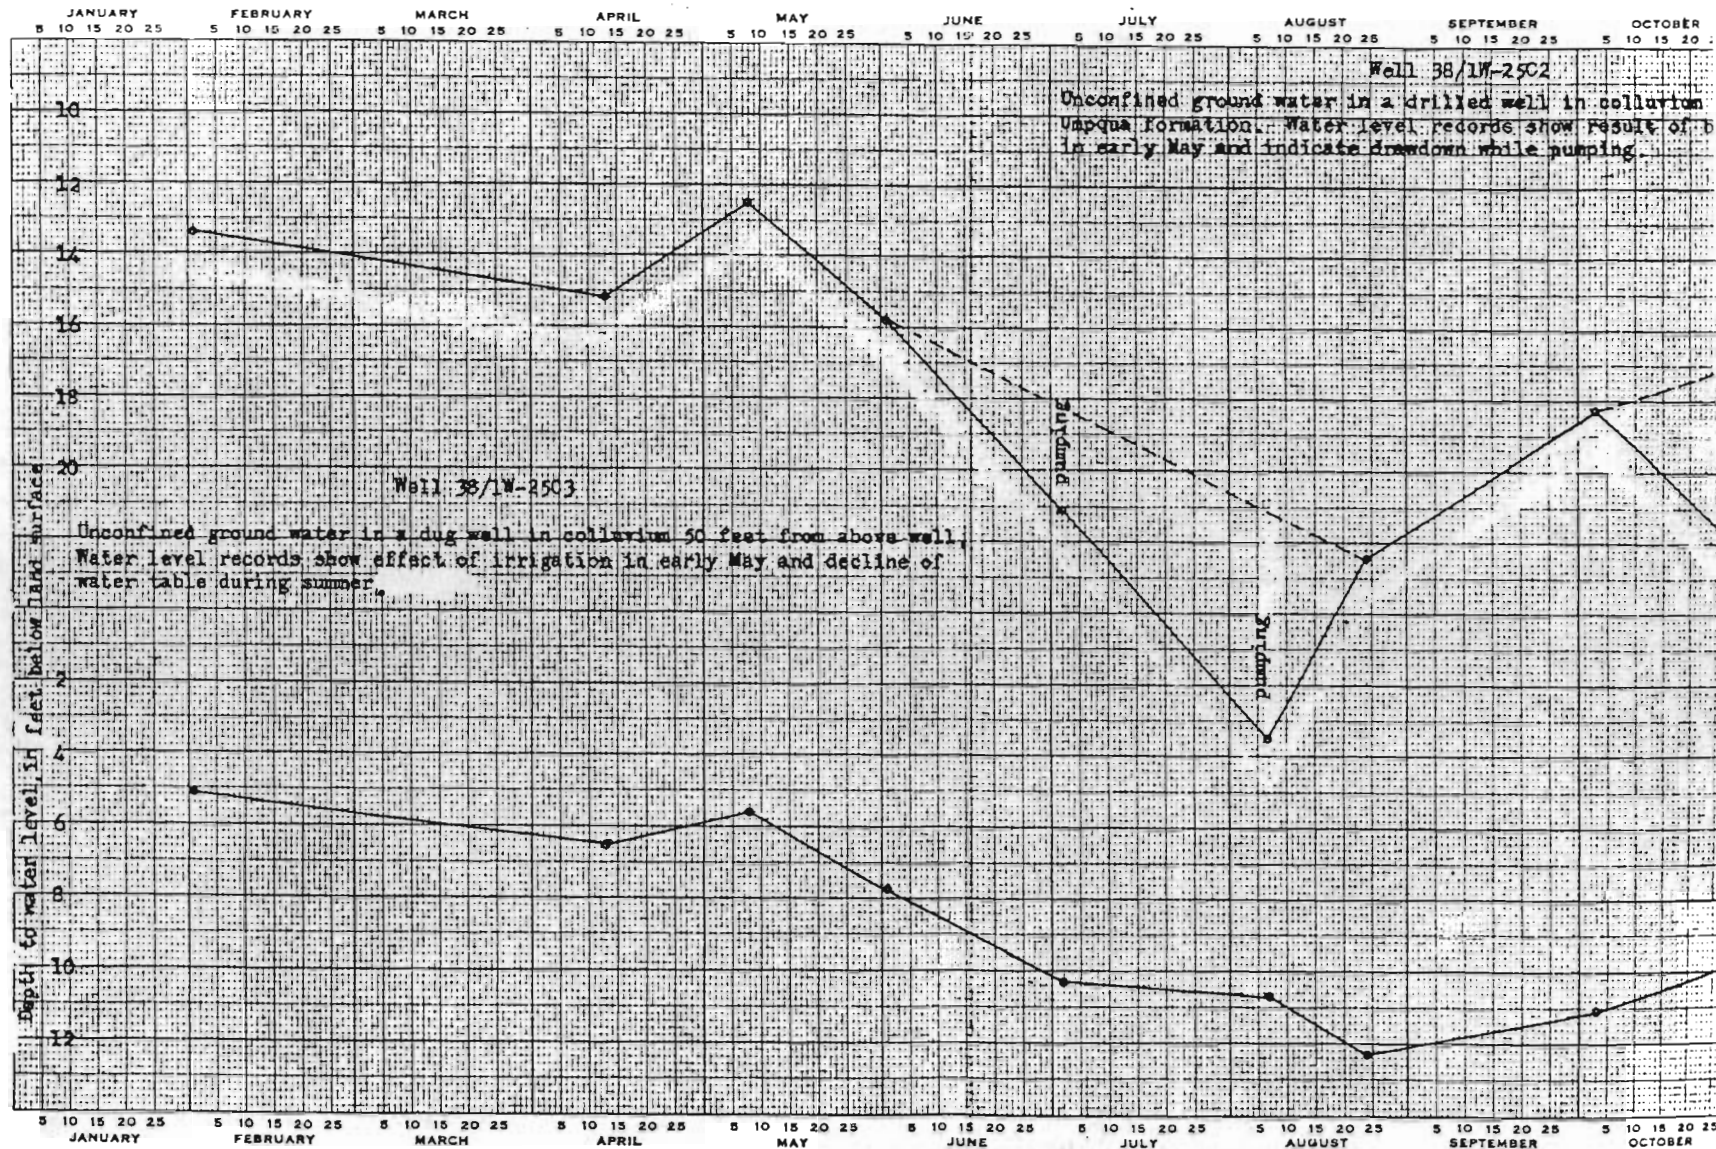 JANUARY FEBRUARY MARCH APRIL MAY JUNE JULY AUGUST SEPTEMBER OCTOBER
5 10 15 20 25 5 10 15 20 25 5 10 15 20 25 5 10 15 20 25 5 10 15 20 25 5 10 15 20 25 5 10 15 20 25 5 10 15 20 25 5 10 15 20 25 5 10 15 20
Well 38/1W-25C2
Unconfined ground water in a drilled well in colluvium
Umpqua formation. Water level records show result of
in early May and indicate drawdown while pumping.
10
12
14
16
18
20
pumping
pumping
Well 38/1W-25C3
Unconfined ground water in a dug well in colluvium 50 feet from above well.
Water level records show effect of irrigation in early May and decline of
water table during summer.
Depth to water level, in feet below land surface
2
4
6
8
10
12
5 10 15 20 25 5 10 15 20 25 5 10 15 20 25 5 10 15 20 25 5 10 15 20 25 5 10 15 20 25 5 10 15 20 25 5 10 15 20 25 5 10 15 20 25 5 10 15 20 25
JANUARY FEBRUARY MARCH APRIL MAY JUNE JULY AUGUST SEPTEMBER OCTOBER